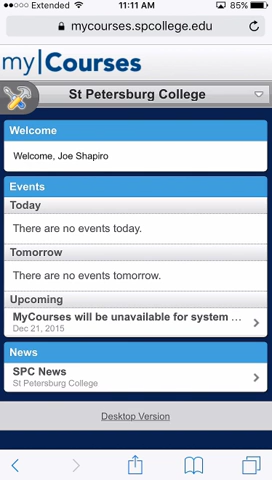 Extended 11:11 AM 85%
mycourses.spcollege.edu
my|Courses
St Petersburg College
Welcome
Welcome, Joe Shapiro
Events
Today
There are no events today.
Tomorrow
There are no events tomorrow.
Upcoming
MyCourses will be unavailable for system ...
Dec 21, 2015
News
SPC News
St Petersburg College
Desktop Version